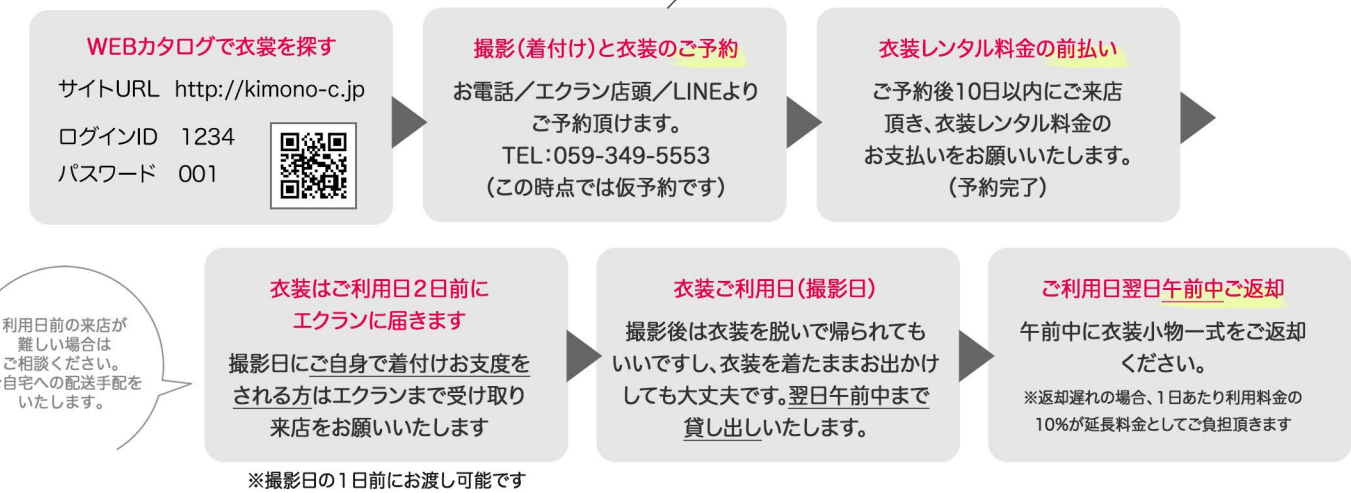 WEBカタログで衣裳を探す
サイトURL http://kimono-c.jp
ログインID 1234
パスワード 001
撮影(着付け)と衣装のご予約
お電話／エクラン店頭／LINEより
ご予約頂けます。
TEL:059-349-5553
(この時点では仮予約です)
衣装レンタル料金の前払い
ご予約後10日以内にご来店
頂き、衣装レンタル料金の
お支払いをお願いいたします。
(予約完了)
利用日前の来店が
難しい場合は
ご相談ください。
自宅への配送手配を
いたします。
衣装はご利用日2日前に
エクランに届きます
撮影日にご自身で着付けお支度を
される方はエクランまで受け取り
来店をお願いいたします
※撮影日の1日前にお渡し可能です
衣装ご利用日(撮影日)
撮影後は衣装を脱いで帰られても
いいですし、衣装を着たままお出かけ
しても大丈夫です。翌日午前中まで
貸し出しいたします。
ご利用日翌日午前中ご返却
午前中に衣装小物一式をご返却
ください。
※返却遅れの場合、1日あたり利用料金の
10%が延長料金としてご負担頂きます